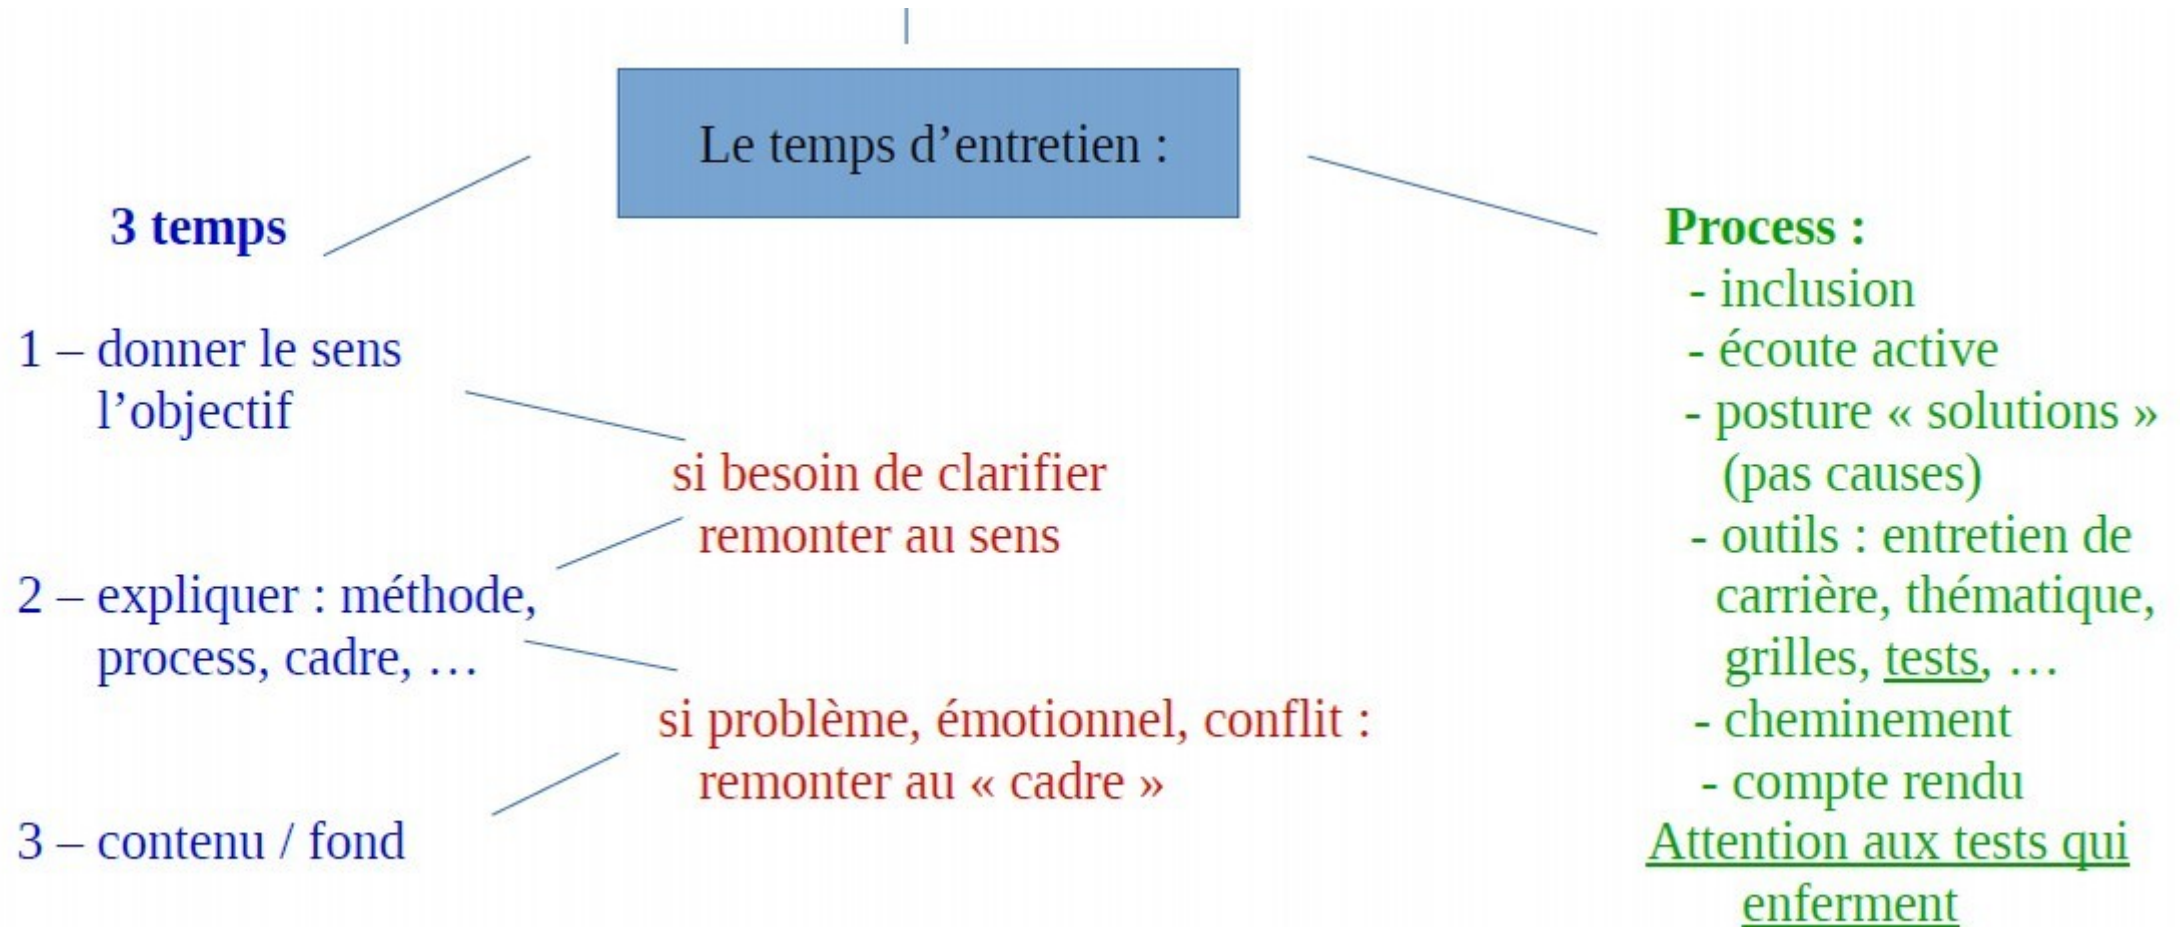 Le temps d’entretien :
3 temps
1 – donner le sens
l’objectif
si besoin de clarifier
remonter au sens
2 – expliquer : méthode,
process, cadre, …
si problème, émotionnel, conflit :
remonter au « cadre »
3 – contenu / fond
Process :
- inclusion
- écoute active
- posture « solutions »
(pas causes)
- outils : entretien de
carrière, thématique,
grilles, tests, …
- cheminement
- compte rendu
Attention aux tests qui
enferment